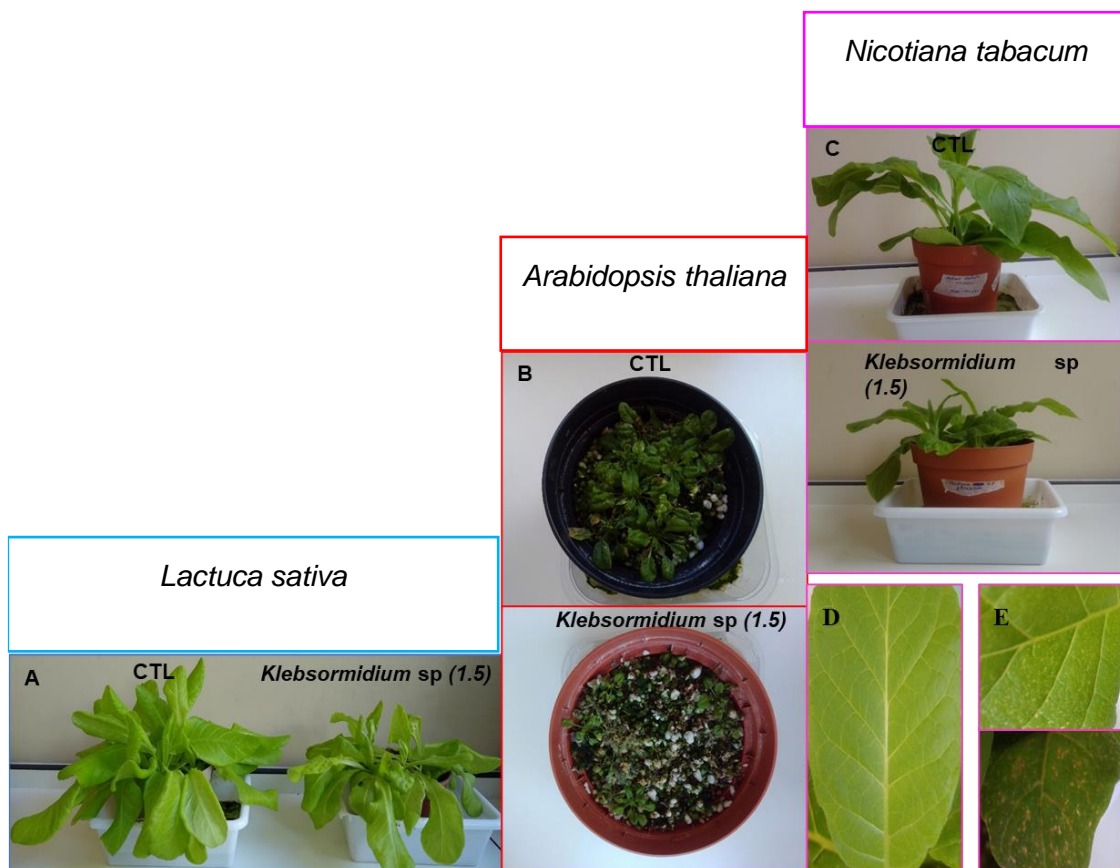 Nicotiana tabacum
C
CTL
Klebsormidium sp
(1.5)
D
E
Arabidopsis thaliana
B
CTL
Klebsormidium sp (1.5)
Lactuca sativa
A
CTL
Klebsormidium sp (1.5)